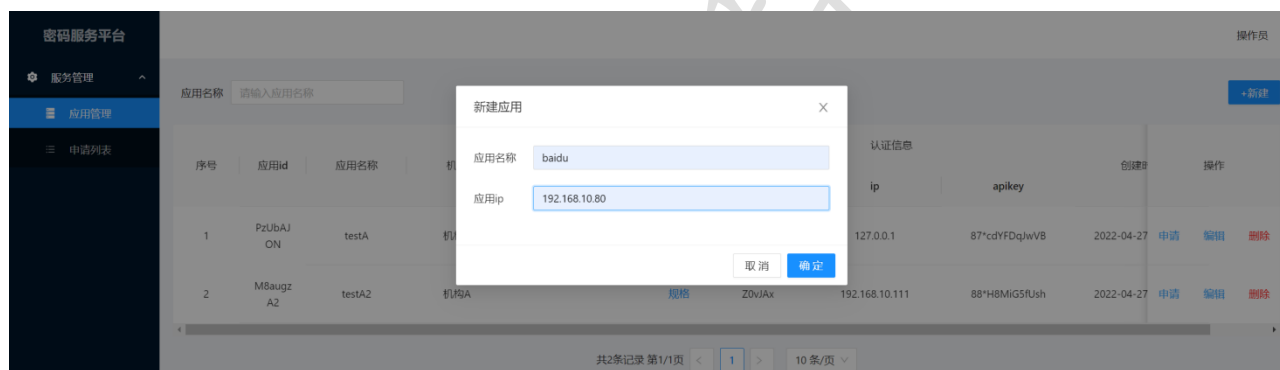 密码服务平台
操作员
服务管理
应用名称 请输入应用名称
+新建
应用管理
申请列表
新建应用
应用名称 baidu
应用ip 192.168.10.80
取 消 确 定
序号 应用id 应用名称 机 认证信息 创建时 操作
ip apikey
1 PzUbAJ
ON testA 机构 127.0.0.1 87*cdYFDqJwVB 2022-04-27 申请 编辑 删除
2 M8augz
A2 testA2 机构A 规格 Z0vJAx 192.168.10.111 88*H8MiG5fUsh 2022-04-27 申请 编辑 删除
共2条记录 第1/1页 < 1 > 10 条/页